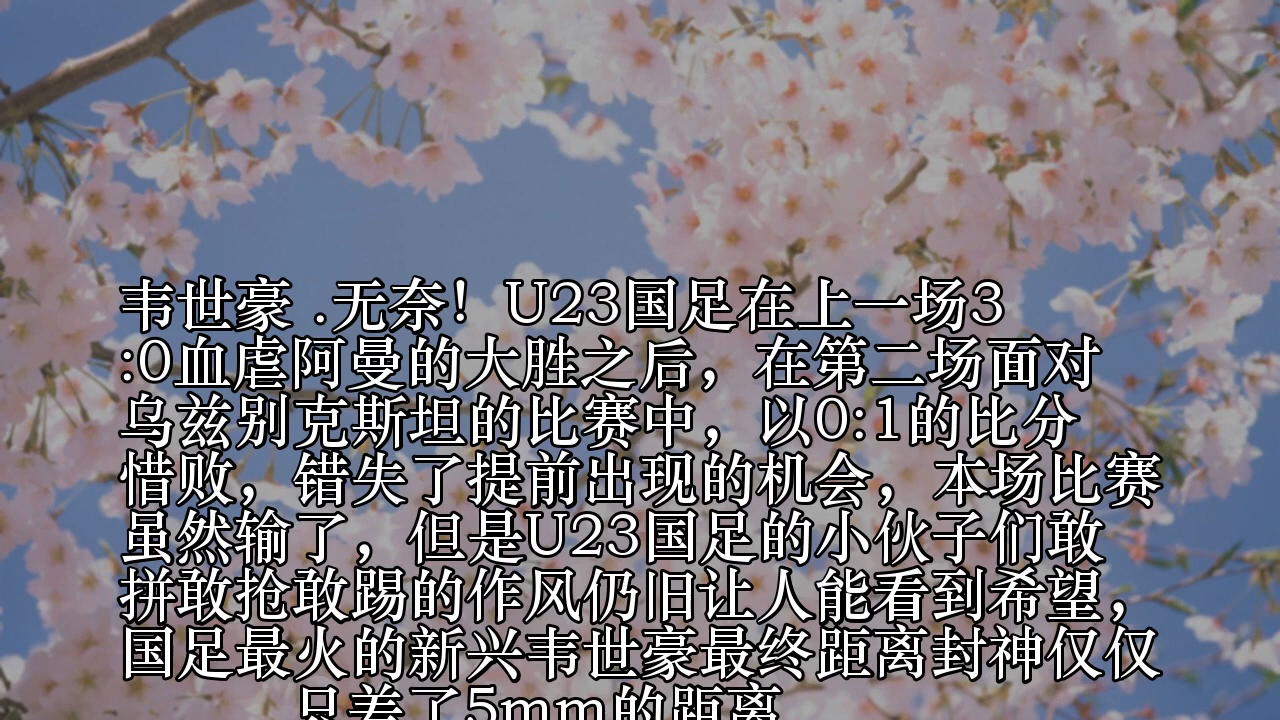 韦世豪 .无奈！U23国足在上一场3
:0血虐阿曼的大胜之后，在第二场面对
乌兹别克斯坦的比赛中，以0:1的比分
惜败，错失了提前出现的机会，本场比赛
虽然输了，但是U23国足的小伙子们敢
拼敢抢敢踢的作风仍旧让人能看到希望，
国足最火的新兴韦世豪最终距离封神仅仅
只差了5mm的距离